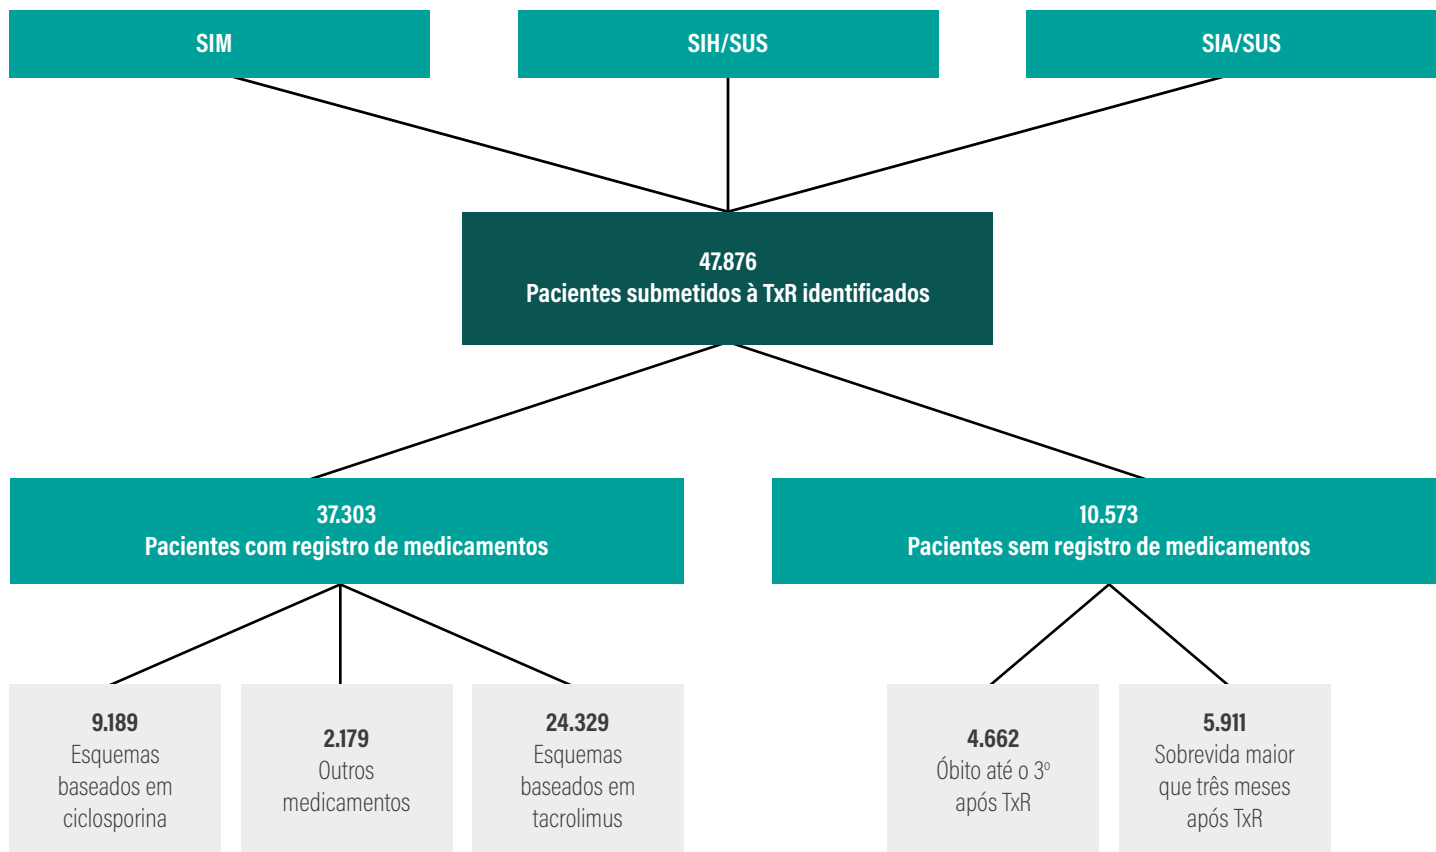 SIM
SIH/SUS
SIA/SUS
47.876
Pacientes submetidos à TxR identificados
37.303
Pacientes com registro de medicamentos
10.573
Pacientes sem registro de medicamentos
9.189
Esquemas
baseados em
ciclosporina
2.179
Outros
medicamentos
24.329
Esquemas
baseados em
tacrolimus
4.662
Óbito até o 3º
após TxR
5.911
Sobrevida maior
que três meses
após TxR